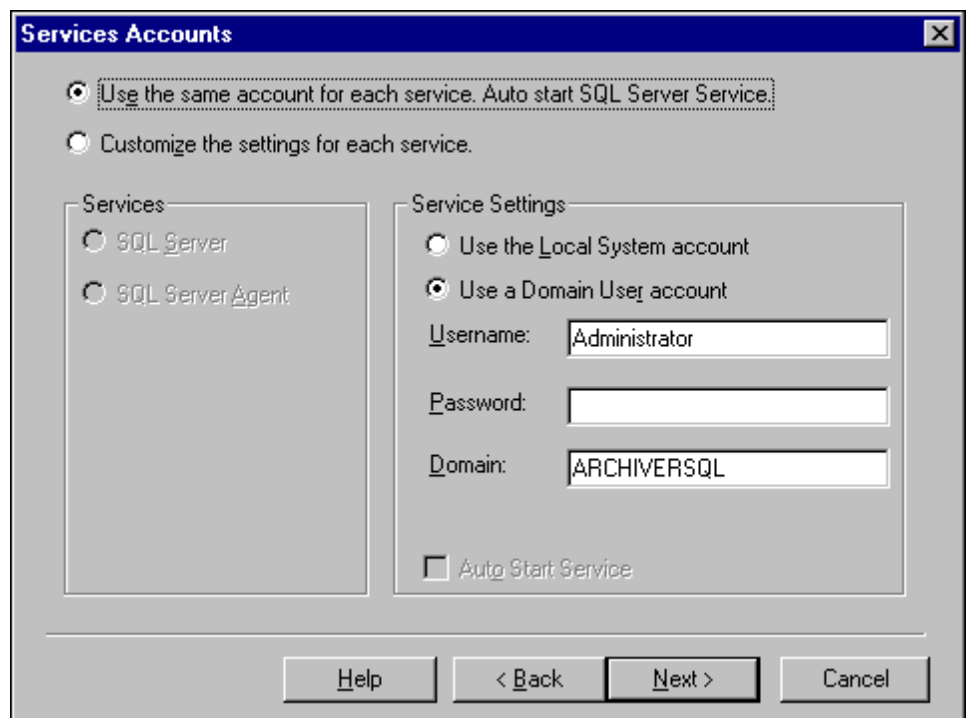 Services Accounts
Use the same account for each service. Auto start SQL Server Service.
Customize the settings for each service.
Services
SQL Server
SQL Server Agent
Service Settings
Use the Local System account
Use a Domain User account
Username: Administrator
Password:
Domain: ARCHIVERSQL
Auto Start Service
Help
< Back
Next >
Cancel